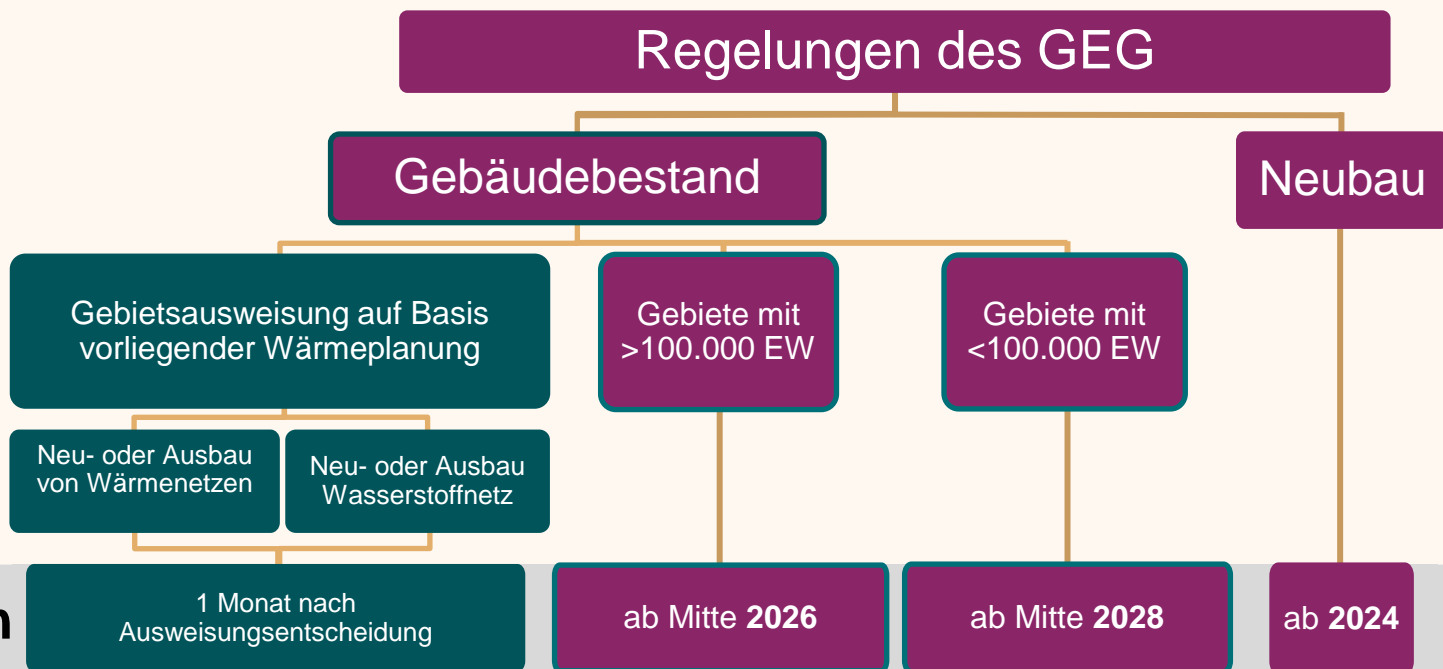 Regelungen des GEG
Gebäudebestand
Neubau
Gebietsausweisung auf Basis
vorliegender Wärmeplanung
Gebiete mit
>100.000 EW
Gebiete mit
<100.000 EW
Neu- oder Ausbau
von Wärmenetzen
Neu- oder Ausbau
Wasserstoffnetz
n
1 Monat nach
Ausweisungsentscheidung
ab Mitte 2026
ab Mitte 2028
ab 2024